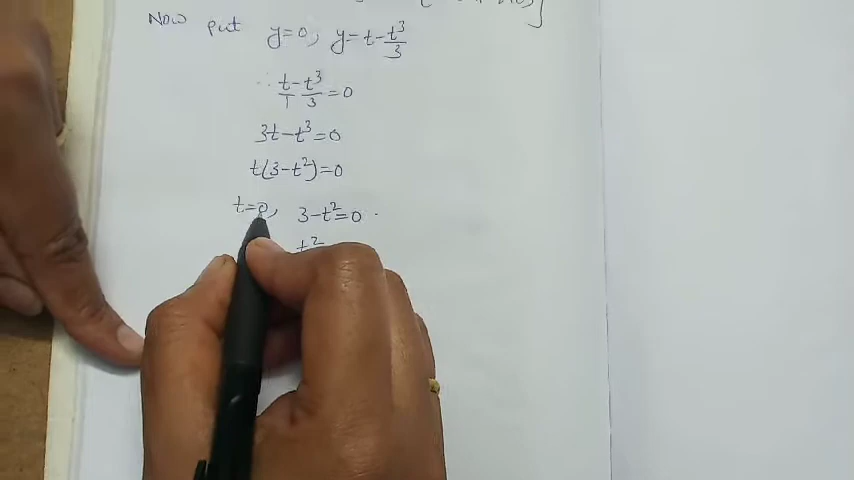 Now put y=0, y=t-t³/3
∴ t/1-t³/3=0
3t-t³=0
t(3-t²)=0
t=0, 3-t²=0
t²